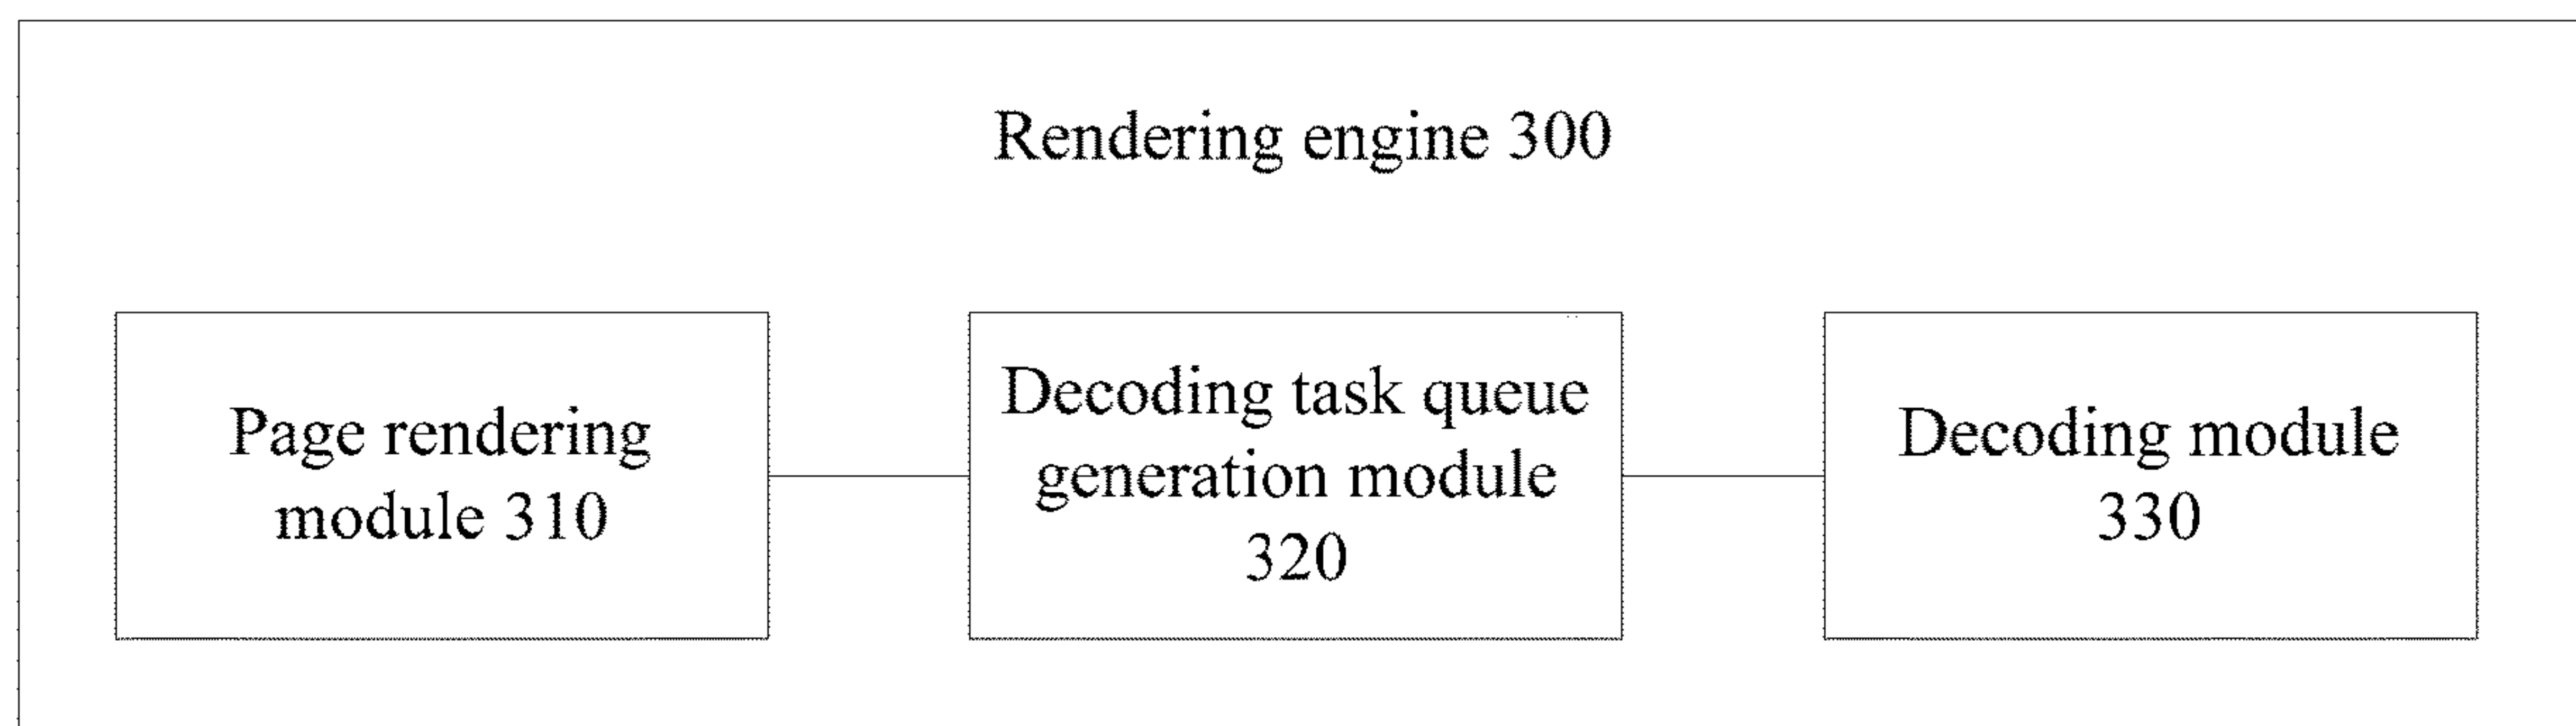 Rendering engine 300
Page rendering
module 310
Decoding task queue
generation module
320
Decoding module
330